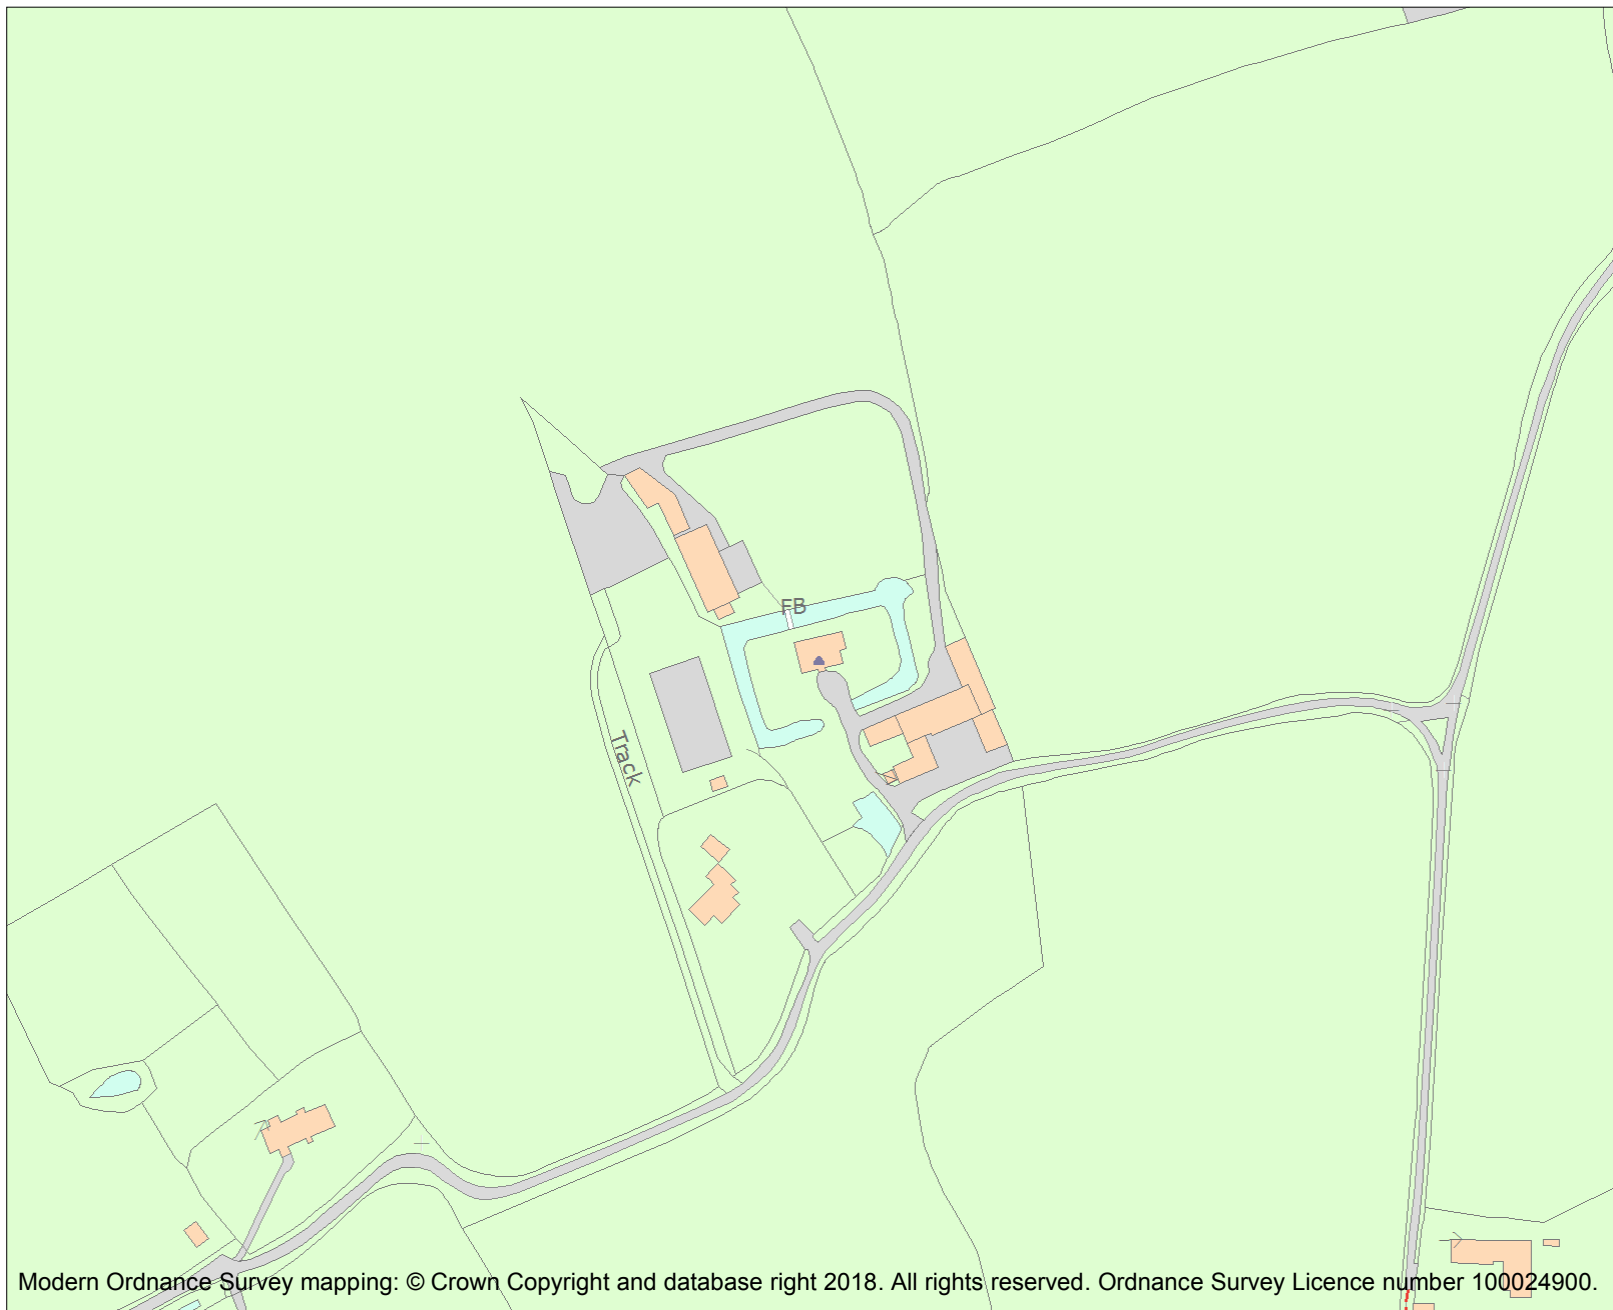 FB
Track
Modern Ordnance Survey mapping: © Crown Copyright and database right 2018. All rights reserved. Ordnance Survey Licence number 100024900.